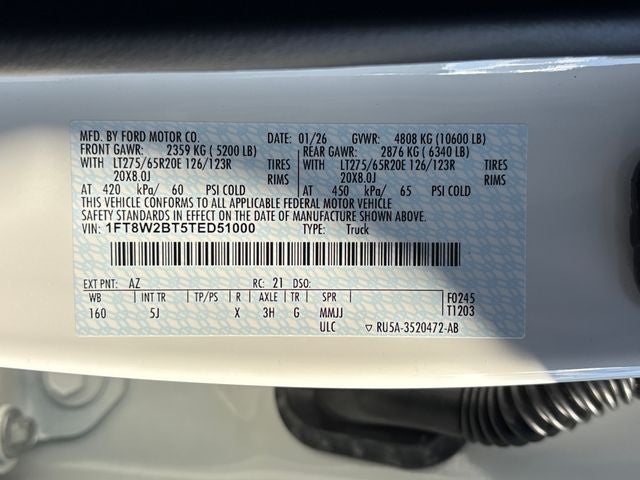 MFD. BY FORD MOTOR CO. DATE: 01/26 GVWR: 4808 KG (10600 LB)
FRONT GAWR: 2359 KG ( 5200 LB) REAR GAWR: 2876 KG ( 6340 LB)
WITH LT275/65R20E 126/123R TIRES WITH LT275/65R20E 126/123R TIRES
20X8.0J RIMS 20X8.0J RIMS
AT 420 kPa/ 60 PSI COLD AT 450 kPa/ 65 PSI COLD
THIS VEHICLE CONFORMS TO ALL APPLICABLE FEDERAL MOTOR VEHICLE
SAFETY STANDARDS IN EFFECT ON THE DATE OF MANUFACTURE SHOWN ABOVE.
VIN: 1FT8W2BT5TED51000 TYPE: Truck
EXT PNT: AZ RC: 21 DSO:
WB INT TR TP/PS R AXLE TR SPR F0245
160 5J X 3H G MMJJ T1203
ULC ▽ RU5A-3520472-AB